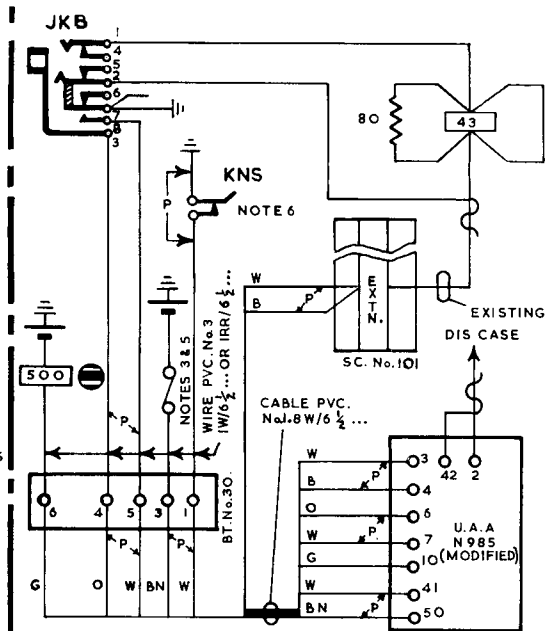 JKB
1
4
5
2
6
7
8
3
80
43
KNS
P
NOTE 6
W
B
P
EXTN.
SC. No.101
EXISTING
DIS CASE
500
NOTES 3 & 5
WIRE PVC. No.3
1W/6½... OR IRR/6½...
P
CABLE PVC.
No.1.8W/6½...
6
4
5
3
1
BT. No.30.
P
P
G
O
W
BN
W
W
3
42
2
B
P
4
O
6
W
P
7
G
10
W
41
BN
P
50
U.A.A
N985
(MODIFIED)